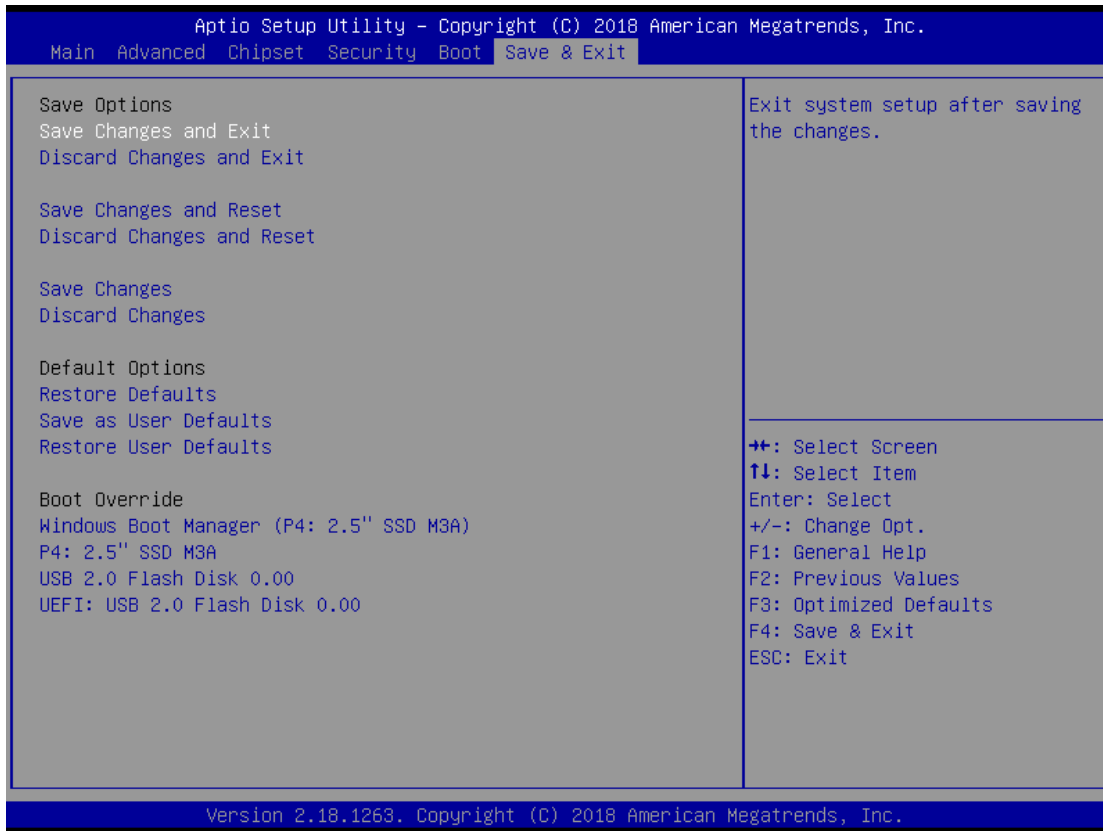 Aptio Setup Utility – Copyright (C) 2018 American Megatrends, Inc.
Main Advanced Chipset Security Boot Save & Exit
Save Options
Save Changes and Exit
Discard Changes and Exit
Save Changes and Reset
Discard Changes and Reset
Save Changes
Discard Changes
Default Options
Restore Defaults
Save as User Defaults
Restore User Defaults
Boot Override
Windows Boot Manager (P4: 2.5" SSD M3A)
P4: 2.5" SSD M3A
USB 2.0 Flash Disk 0.00
UEFI: USB 2.0 Flash Disk 0.00
Exit system setup after saving
the changes.
→←: Select Screen
↑↓: Select Item
Enter: Select
+/-: Change Opt.
F1: General Help
F2: Previous Values
F3: Optimized Defaults
F4: Save & Exit
ESC: Exit
Version 2.18.1263. Copyright (C) 2018 American Megatrends, Inc.